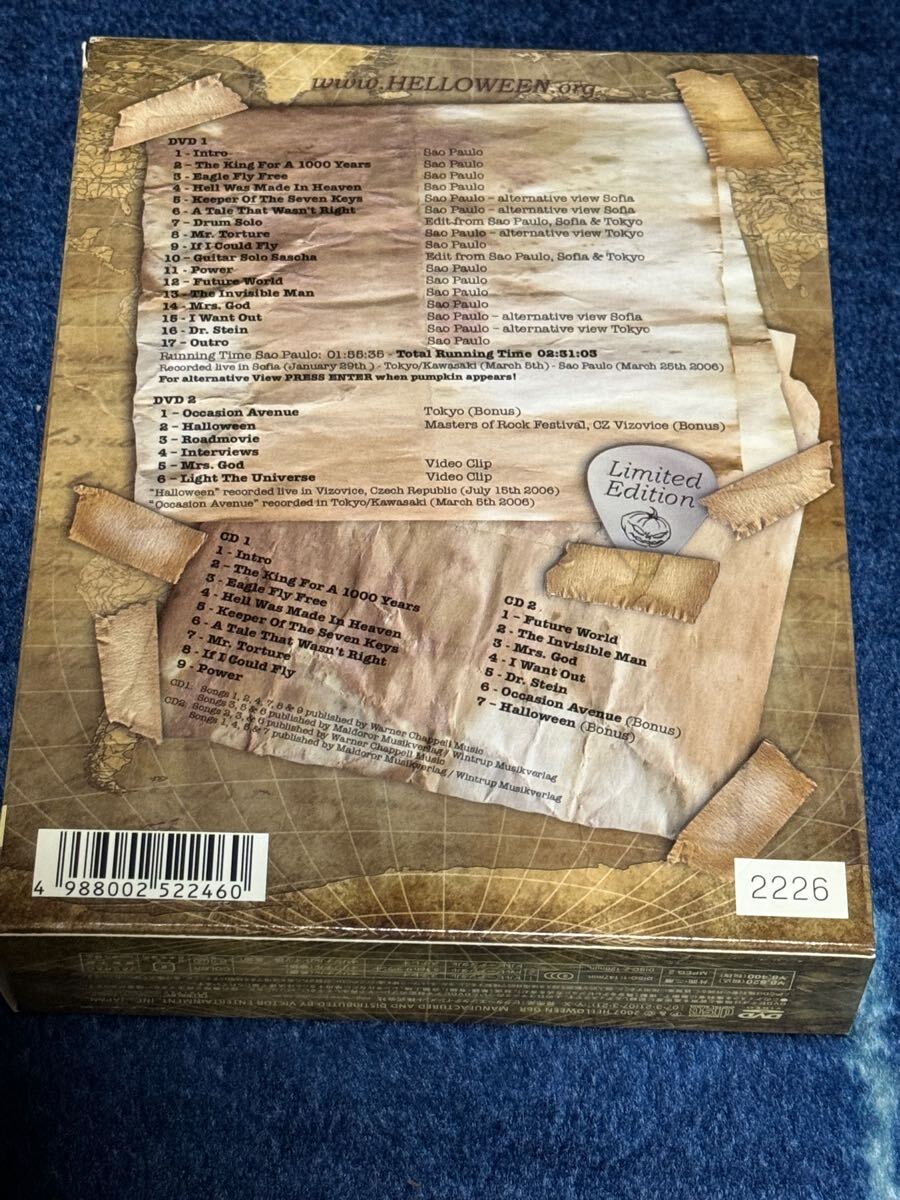 www.HELLOWEEN.org
DVD 1
1 - Intro Sao Paulo
2 - The King For A 1000 Years Sao Paulo
3 - Eagle Fly Free Sao Paulo
4 - Hell Was Made In Heaven Sao Paulo
5 - Keeper Of The Seven Keys Sao Paulo - alternative view Sofia
6 - A Tale That Wasn't Right Sao Paulo - alternative view Sofia
7 - Drum Solo Edit from Sao Paulo, Sofia & Tokyo
8 - Mr. Torture Sao Paulo - alternative view Tokyo
9 - If I Could Fly Sao Paulo
10 - Guitar Solo Sascha Edit from Sao Paulo, Sofia & Tokyo
11 - Power Sao Paulo
12 - Future World Sao Paulo
13 - The Invisible Man Sao Paulo
14 - Mrs. God Sao Paulo
15 - I Want Out Sao Paulo - alternative view Sofia
16 - Dr. Stein Sao Paulo - alternative view Tokyo
17 - Outro Sao Paulo
Running Time Sao Paulo: 01:55:35 - Total Running Time 02:31:03
Recorded live in Sofia (January 29th) - Tokyo/Kawasaki (March 5th) - Sao Paulo (March 25th 2006)
For alternative View PRESS ENTER when pumpkin appears!
DVD 2
1 - Occasion Avenue Tokyo (Bonus)
2 - Halloween Masters of Rock Festival, CZ Vizovice (Bonus)
3 - Roadmovie
4 - Interviews
5 - Mrs. God Video Clip
6 - Light The Universe Video Clip
"Halloween" recorded live in Vizovice, Czech Republic (July 15th 2006)
"Occasion Avenue" recorded in Tokyo/Kawasaki (March 5th 2006)
Limited
Edition
CD 1
1 - Intro
2 - The King For A 1000 Years
3 - Eagle Fly Free
4 - Hell Was Made In Heaven
5 - Keeper Of The Seven Keys
6 - A Tale That Wasn't Right
7 - Mr. Torture
8 - If I Could Fly
9 - Power
CD 2
1 - Future World
2 - The Invisible Man
3 - Mrs. God
4 - I Want Out
5 - Dr. Stein
6 - Occasion Avenue (Bonus)
7 - Halloween (Bonus)
CD1: Songs 1, 2, 4, 7, 8 & 9 published by Warner Chappell Music
Songs 3, 5 & 6 published by Maldoror Musikverlag / Wintrup Musikverlag
CD2: Songs 2, 3, & 6 published by Warner Chappell Music
Songs 1, 4, 5 & 7 published by Maldoror Musikverlag / Wintrup Musikverlag
4 988002 522460
2226
MPEG 2
℗ & © 2007 HELLOWEEN GbR MANUFACTURED AND DISTRIBUTED BY VICTOR ENTERTAINMENT, INC. JAPAN
DVD